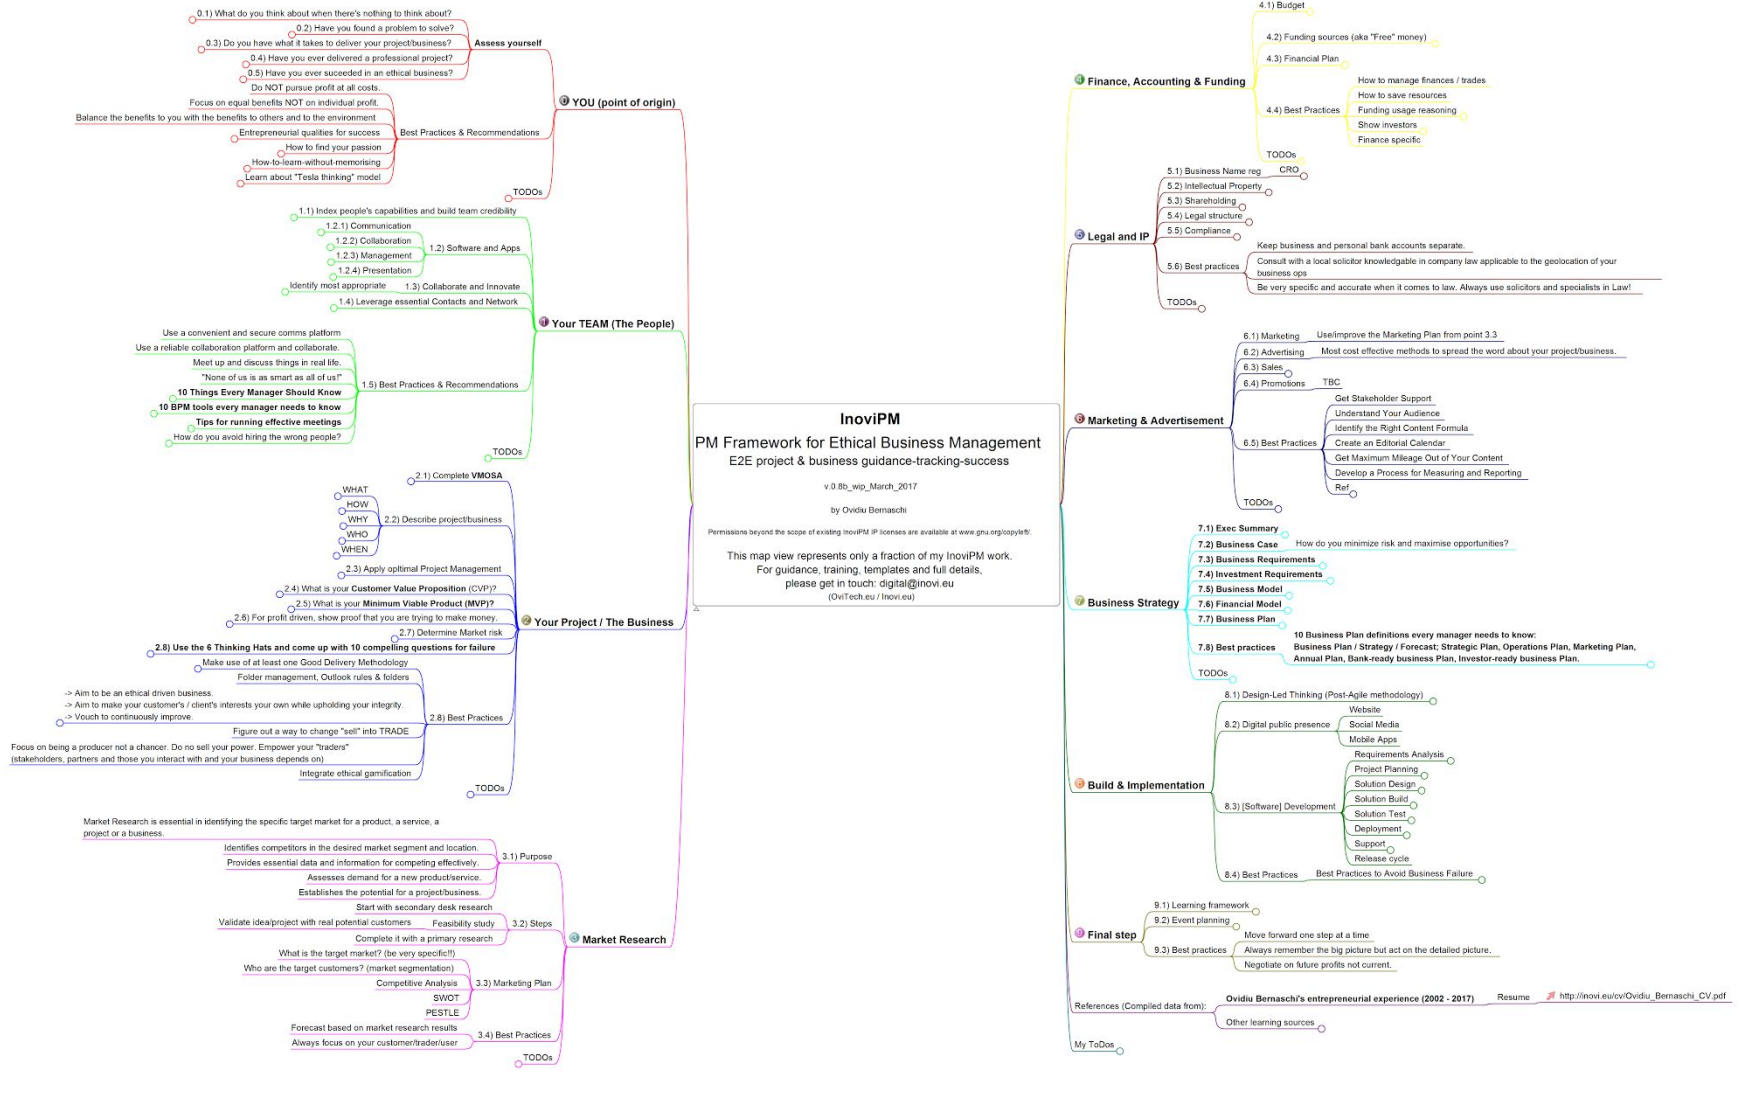 InoviPM
PM Framework for Ethical Business Management
E2E project & business guidance-tracking-success
v.0.8b_wip_March_2017
by Ovidiu Bernaschi
Permissions beyond the scope of existing InoviPM IP licenses are available at www.gnu.org/copyleft/.
This map view represents only a fraction of my InoviPM work.
For guidance, training, templates and full details,
please get in touch: digital@inovi.eu
(OviTech.eu / Inovi.eu)
0 YOU (point of origin)
Assess yourself
0.1) What do you think about when there's nothing to think about?
0.2) Have you found a problem to solve?
0.3) Do you have what it takes to deliver your project/business?
0.4) Have you ever delivered a professional project?
0.5) Have you ever suceeded in an ethical business?
Best Practices & Recommendations
Do NOT pursue profit at all costs.
Focus on equal benefits NOT on individual profit.
Balance the benefits to you with the benefits to others and to the environment
Entrepreneurial qualities for success
How to find your passion
How-to-learn-without-memorising
Learn about "Tesla thinking" model
TODOs
1 Your TEAM (The People)
1.1) Index people's capabilities and build team credibility
1.2) Software and Apps
1.2.1) Communication
1.2.2) Collaboration
1.2.3) Management
1.2.4) Presentation
1.3) Collaborate and Innovate
Identify most appropriate
1.4) Leverage essential Contacts and Network
1.5) Best Practices & Recommendations
Use a convenient and secure comms platform
Use a reliable collaboration platform and collaborate.
Meet up and discuss things in real life.
"None of us is as smart as all of us!"
10 Things Every Manager Should Know
10 BPM tools every manager needs to know
Tips for running effective meetings
How do you avoid hiring the wrong people?
TODOs
2 Your Project / The Business
2.1) Complete VMOSA
2.2) Describe project/business
WHAT
HOW
WHY
WHO
WHEN
2.3) Apply opltimal Project Management
2.4) What is your Customer Value Proposition (CVP)?
2.5) What is your Minimum Viable Product (MVP)?
2.6) For profit driven, show proof that you are trying to make money.
2.7) Determine Market risk
2.8) Use the 6 Thinking Hats and come up with 10 compelling questions for failure
2.8) Best Practices
Make use of at least one Good Delivery Methodology
Folder management, Outlook rules & folders
-> Aim to be an ethical driven business.
-> Aim to make your customer's / client's interests your own while upholding your integrity.
-> Vouch to continuously improve.
Figure out a way to change "sell" into TRADE
Focus on being a producer not a chancer. Do no sell your power. Empower your "traders"
(stakeholders, partners and those you interact with and your business depends on)
Integrate ethical gamification
TODOs
3 Market Research
3.1) Purpose
Market Research is essential in identifying the specific target market for a product, a service, a
project or a business.
Identifies competitors in the desired market segment and location.
Provides essential data and information for competing effectively.
Assesses demand for a new product/service.
Establishes the potential for a project/business.
3.2) Steps
Start with secondary desk research
Feasibility study
Validate idea/project with real potential customers
Complete it with a primary research
3.3) Marketing Plan
What is the target market? (be very specific!!)
Who are the target customers? (market segmentation)
Competitive Analysis
SWOT
PESTLE
3.4) Best Practices
Forecast based on market research results
Always focus on your customer/trader/user
TODOs
4 Finance, Accounting & Funding
4.1) Budget
4.2) Funding sources (aka "Free" money)
4.3) Financial Plan
4.4) Best Practices
How to manage finances / trades
How to save resources
Funding usage reasoning
Show investors
Finance specific
TODOs
5 Legal and IP
5.1) Business Name reg
CRO
5.2) Intellectual Property
5.3) Shareholding
5.4) Legal structure
5.5) Compliance
5.6) Best practices
Keep business and personal bank accounts separate.
Consult with a local solicitor knowledgable in company law applicable to the geolocation of your
business ops
Be very specific and accurate when it comes to law. Always use solicitors and specialists in Law!
TODOs
6 Marketing & Advertisement
6.1) Marketing
Use/improve the Marketing Plan from point 3.3
6.2) Advertising
Most cost effective methods to spread the word about your project/business.
6.3) Sales
6.4) Promotions
TBC
6.5) Best Practices
Get Stakeholder Support
Understand Your Audience
Identify the Right Content Formula
Create an Editorial Calendar
Get Maximum Mileage Out of Your Content
Develop a Process for Measuring and Reporting
Ref
TODOs
7 Business Strategy
7.1) Exec Summary
7.2) Business Case
How do you minimize risk and maximise opportunities?
7.3) Business Requirements
7.4) Investment Requirements
7.5) Business Model
7.6) Financial Model
7.7) Business Plan
7.8) Best practices
10 Business Plan definitions every manager needs to know:
Business Plan / Strategy / Forecast; Strategic Plan, Operations Plan, Marketing Plan,
Annual Plan, Bank-ready business Plan, Investor-ready business Plan.
TODOs
8 Build & Implementation
8.1) Design-Led Thinking (Post-Agile methodology)
8.2) Digital public presence
Website
Social Media
Mobile Apps
8.3) [Software] Development
Requirements Analysis
Project Planning
Solution Design
Solution Build
Solution Test
Deployment
Support
Release cycle
8.4) Best Practices
Best Practices to Avoid Business Failure
Final step
9.1) Learning framework
9.2) Event planning
9.3) Best practices
Move forward one step at a time
Always remember the big picture but act on the detailed picture.
Negotiate on future profits not current.
References (Compiled data from):
Ovidiu Bernaschi's entrepreneurial experience (2002 - 2017)
Resume
http://inovi.eu/cv/Ovidiu_Bernaschi_CV.pdf
Other learning sources
My ToDos